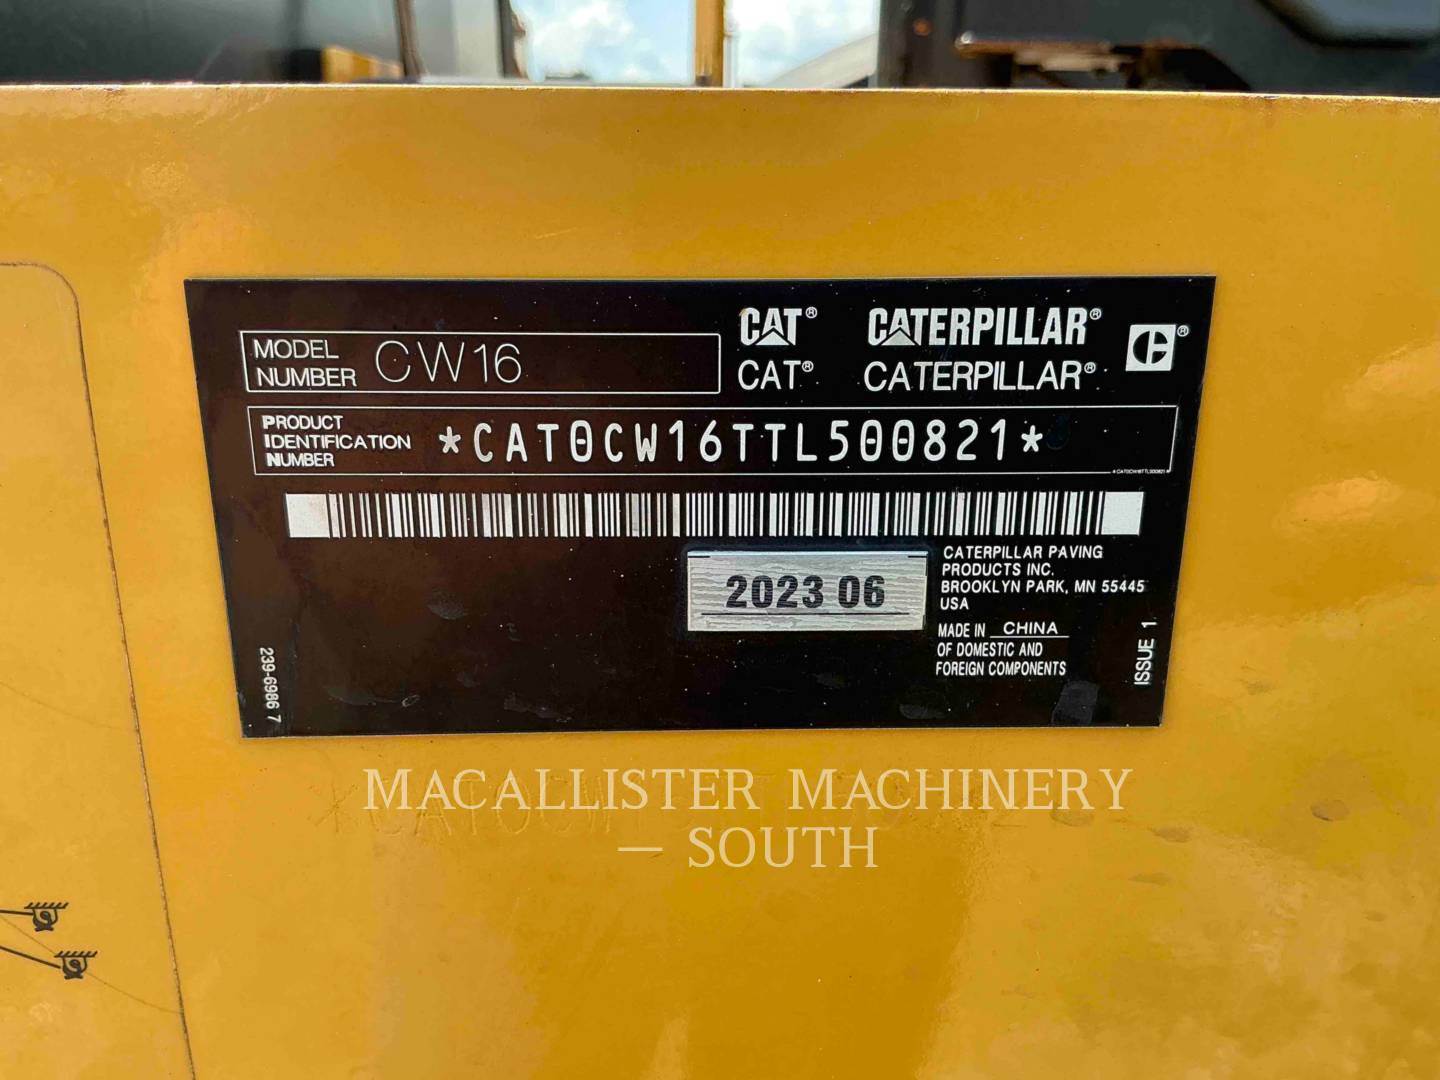 MODEL NUMBER CW16
CAT® CATERPILLAR®
CAT® CATERPILLAR®
PRODUCT
IDENTIFICATION
NUMBER
*CAT0CW16TTL500821*
*CAT0CW16TTL500821*
2023 06
CATERPILLAR PAVING
PRODUCTS INC.
BROOKLYN PARK, MN 55445
USA
MADE IN CHINA
OF DOMESTIC AND
FOREIGN COMPONENTS
ISSUE 1
239-6986 7
MACALLISTER MACHINERY
— SOUTH